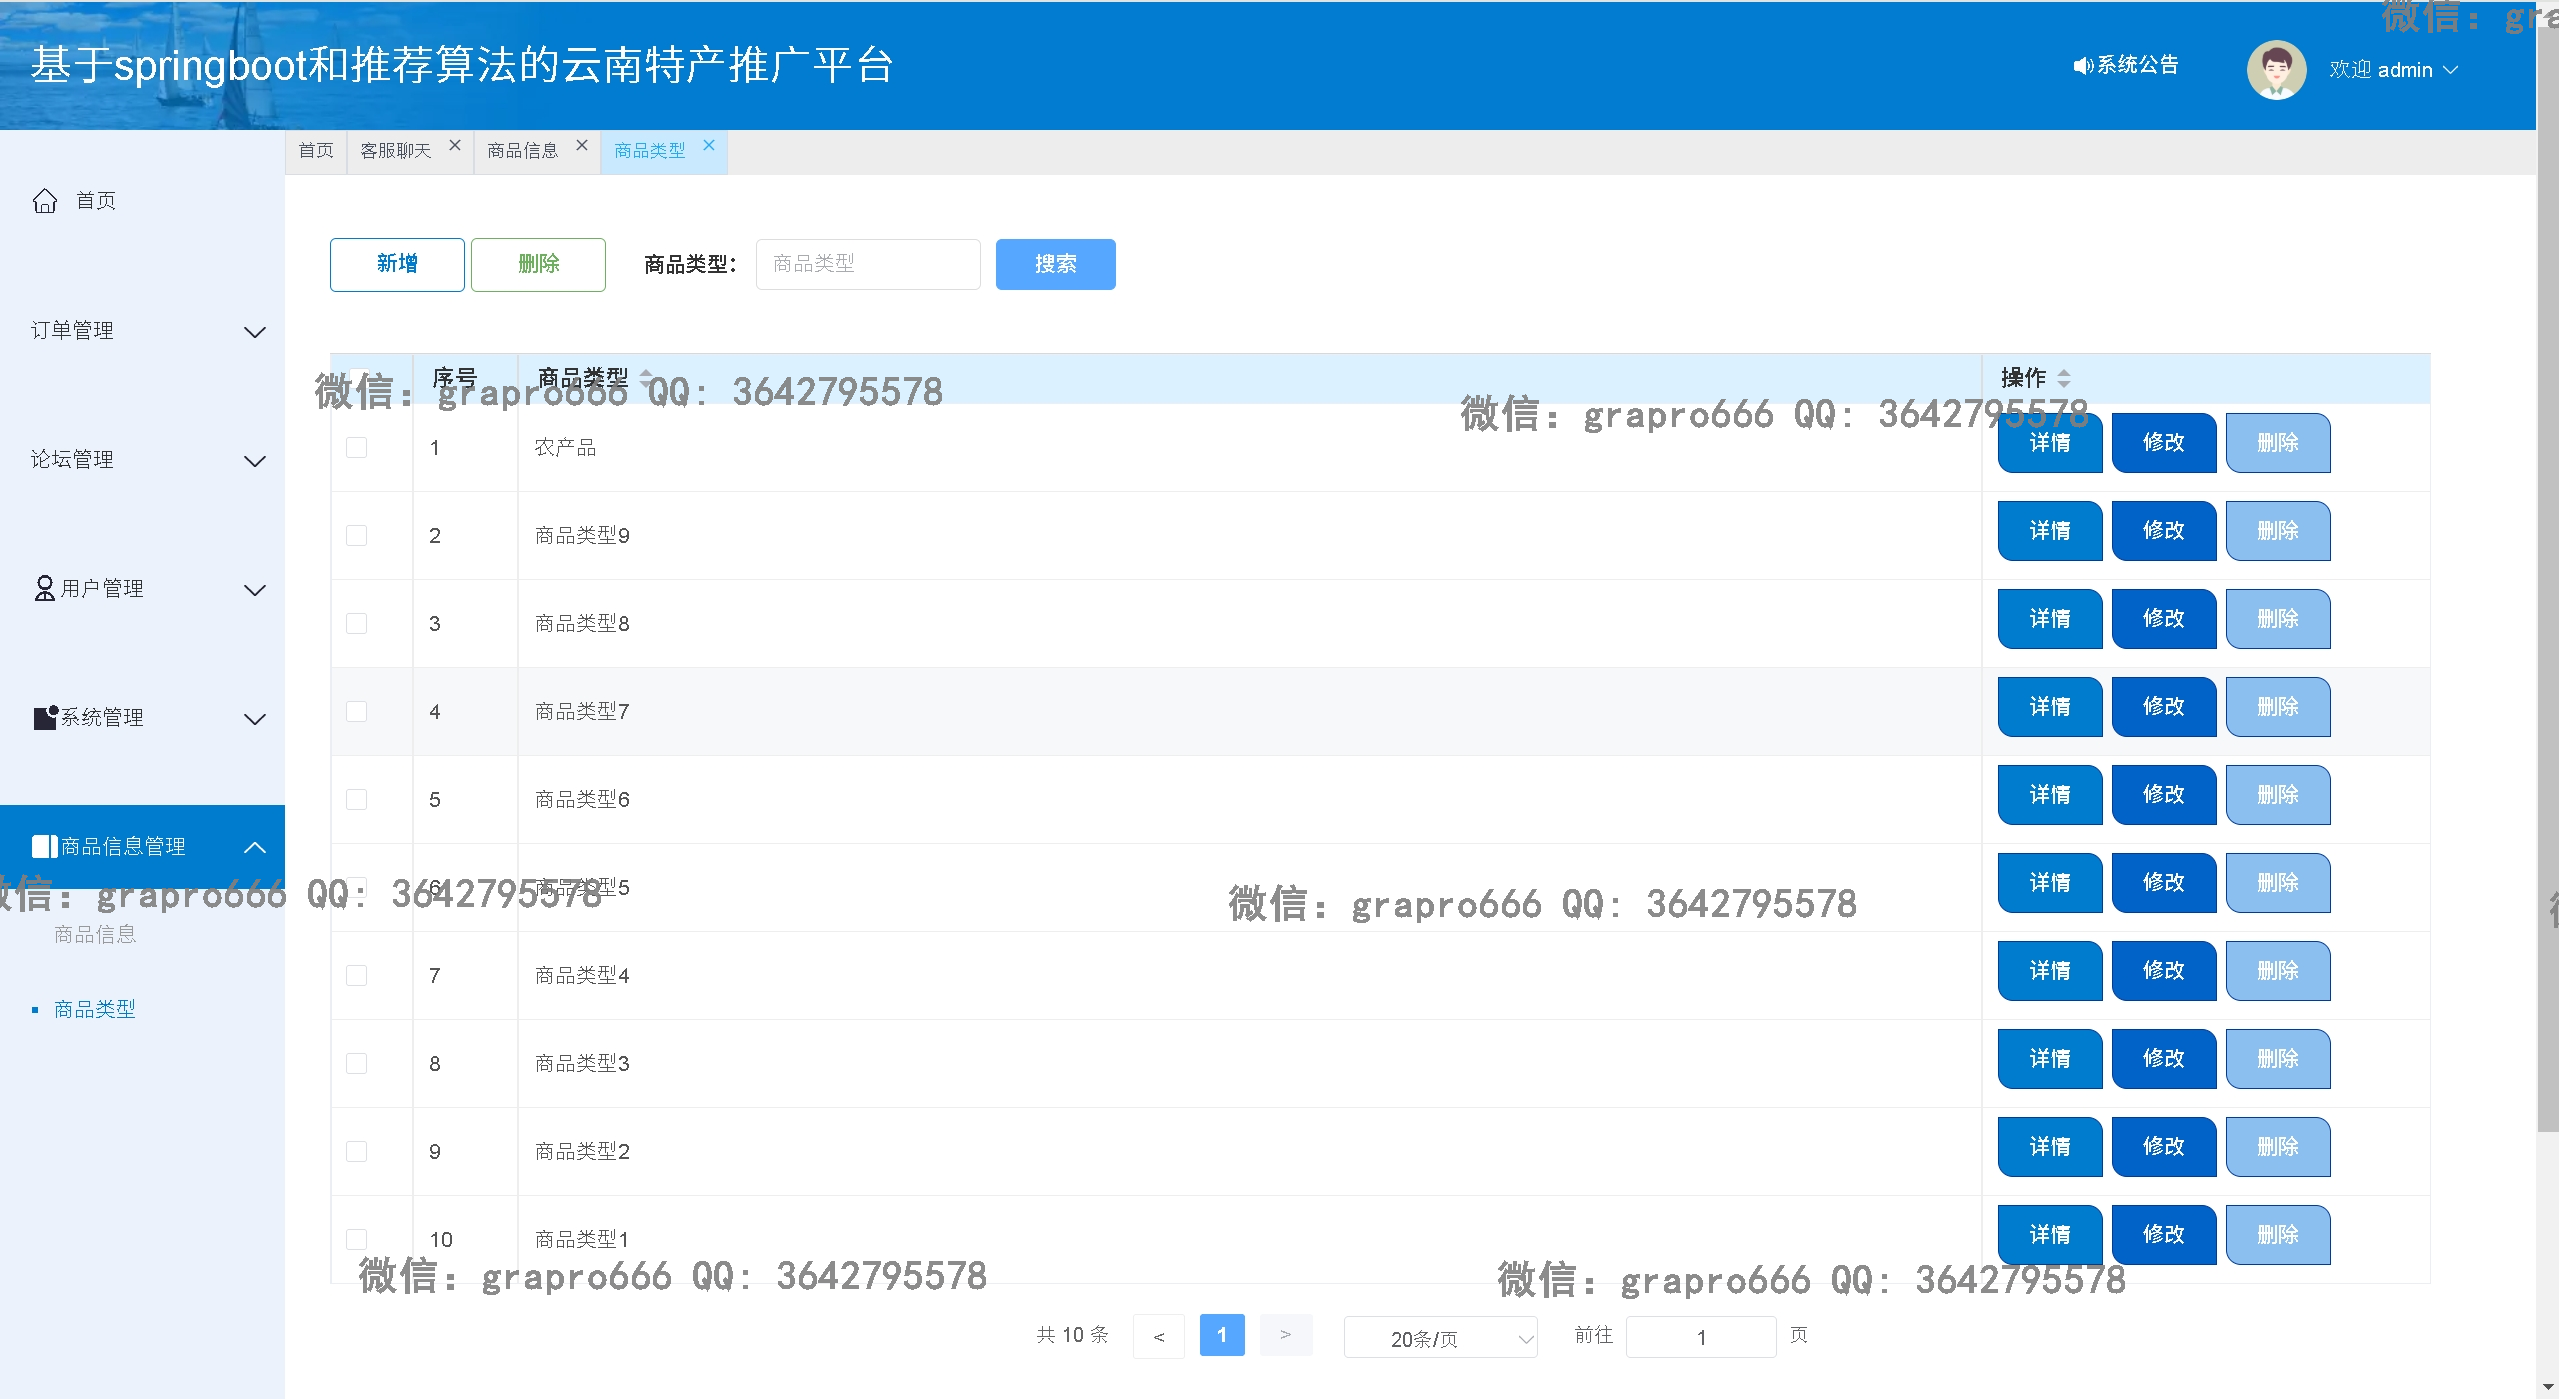 微信: gra
基于springboot和推荐算法的云南特产推广平台
系统公告
欢迎 admin
首页 客服聊天 商品信息 商品类型
首页
新增 删除 商品类型: 商品类型 搜索
订单管理
序号 商品类型 操作
微信: grapro666 QQ: 3642795578
微信: grapro666 QQ: 3642795578
1 农产品 详情 修改 删除
论坛管理
2 商品类型9 详情 修改 删除
用户管理
3 商品类型8 详情 修改 删除
4 商品类型7 详情 修改 删除
系统管理
5 商品类型6 详情 修改 删除
商品信息管理
6 商品类型5 详情 修改 删除
微信: grapro666 QQ: 3642795578
微信: grapro666 QQ: 3642795578
商品信息
7 商品类型4 详情 修改 删除
商品类型
8 商品类型3 详情 修改 删除
9 商品类型2 详情 修改 删除
10 商品类型1 详情 修改 删除
微信: grapro666 QQ: 3642795578
微信: grapro666 QQ: 3642795578
共 10 条 < 1 > 20条/页 前往 1 页